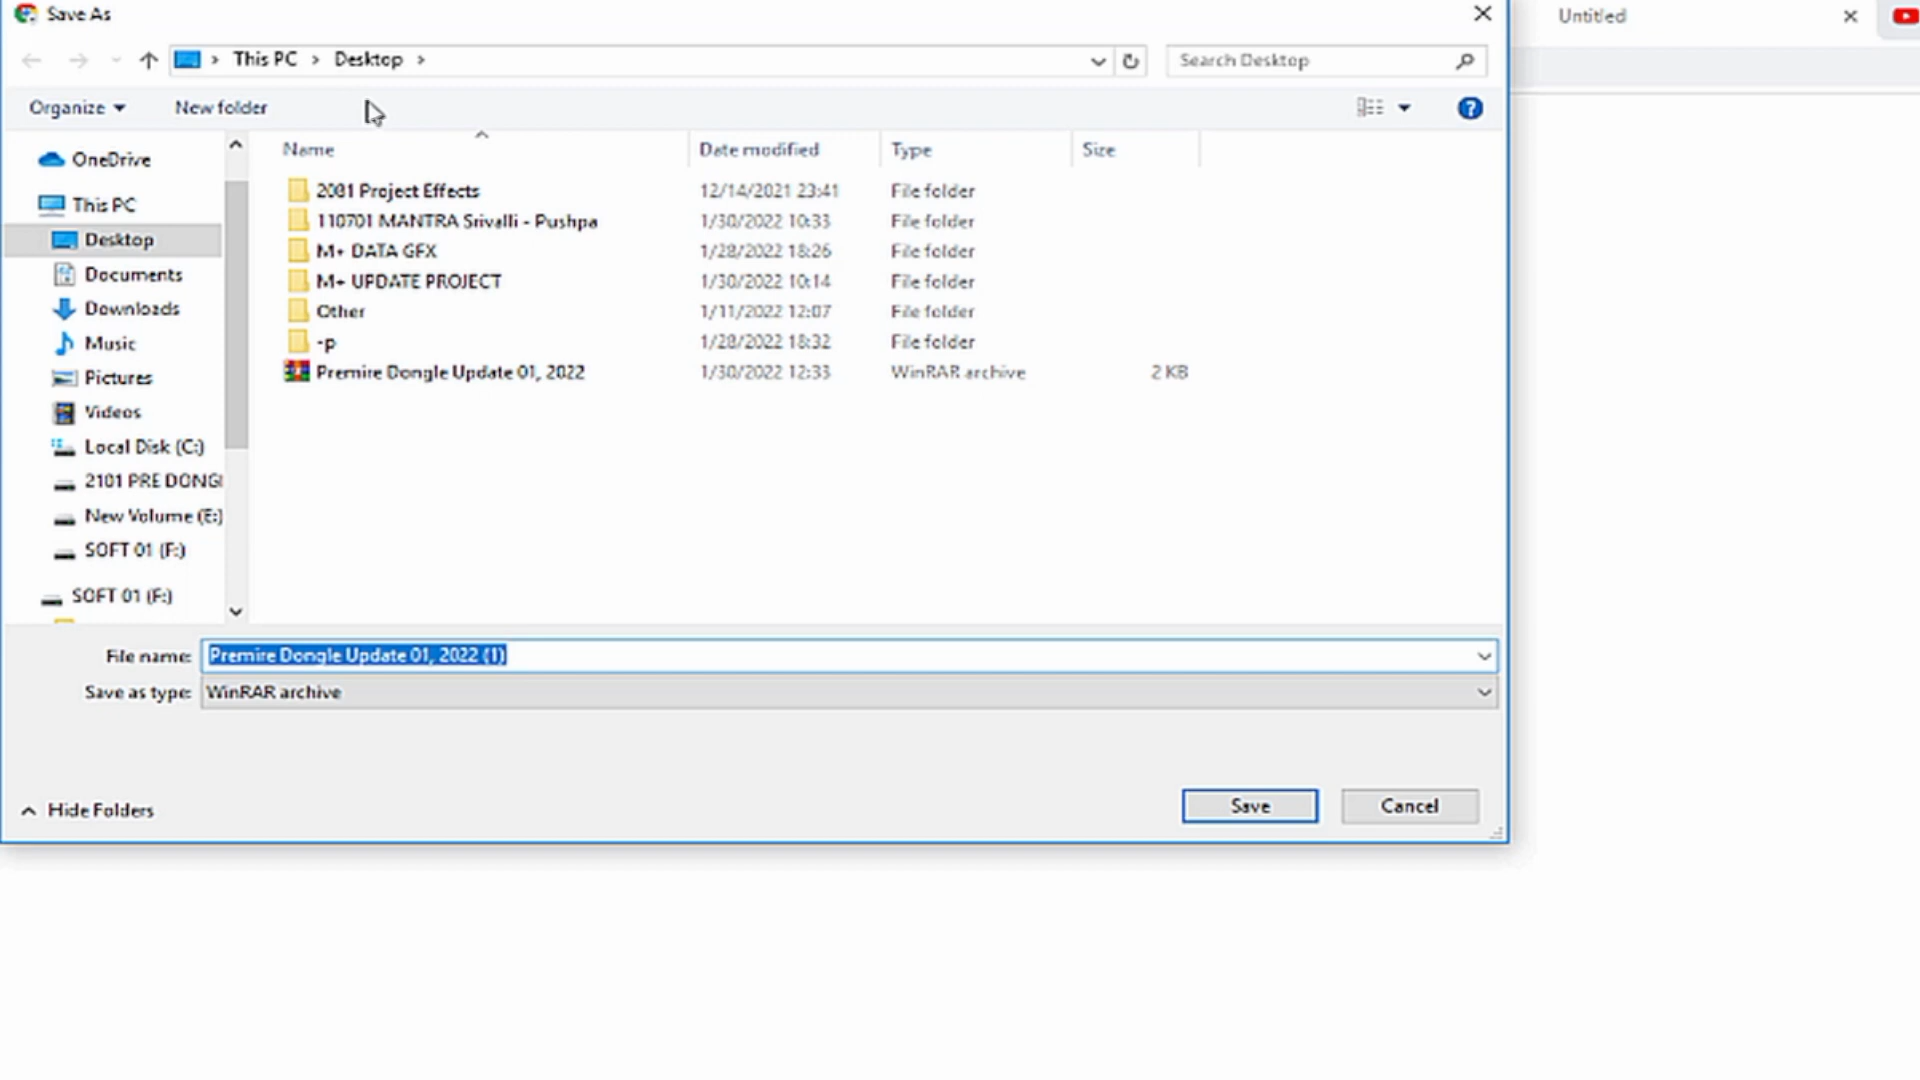 Save As
Untitled
This PC > Desktop >
Search Desktop
Organize
New folder
Name
Date modified
Type
Size
OneDrive
This PC
Desktop
Documents
Downloads
Music
Pictures
Videos
Local Disk (C:)
2101 PRE DONGI
New Volume (E:)
SOFT 01 (F:)
SOFT 01 (F:)
2081 Project Effects 12/14/2021 23:41 File folder
110701 MANTRA Srivalli - Pushpa 1/30/2022 10:33 File folder
M+ DATA GFX 1/28/2022 18:26 File folder
M+ UPDATE PROJECT 1/30/2022 10:14 File folder
Other 1/11/2022 12:07 File folder
-p 1/28/2022 18:32 File folder
Premire Dongle Update 01, 2022 1/30/2022 12:33 WinRAR archive 2 KB
File name: Premire Dongle Update 01, 2022 (1)
Save as type: WinRAR archive
Hide Folders
Save
Cancel